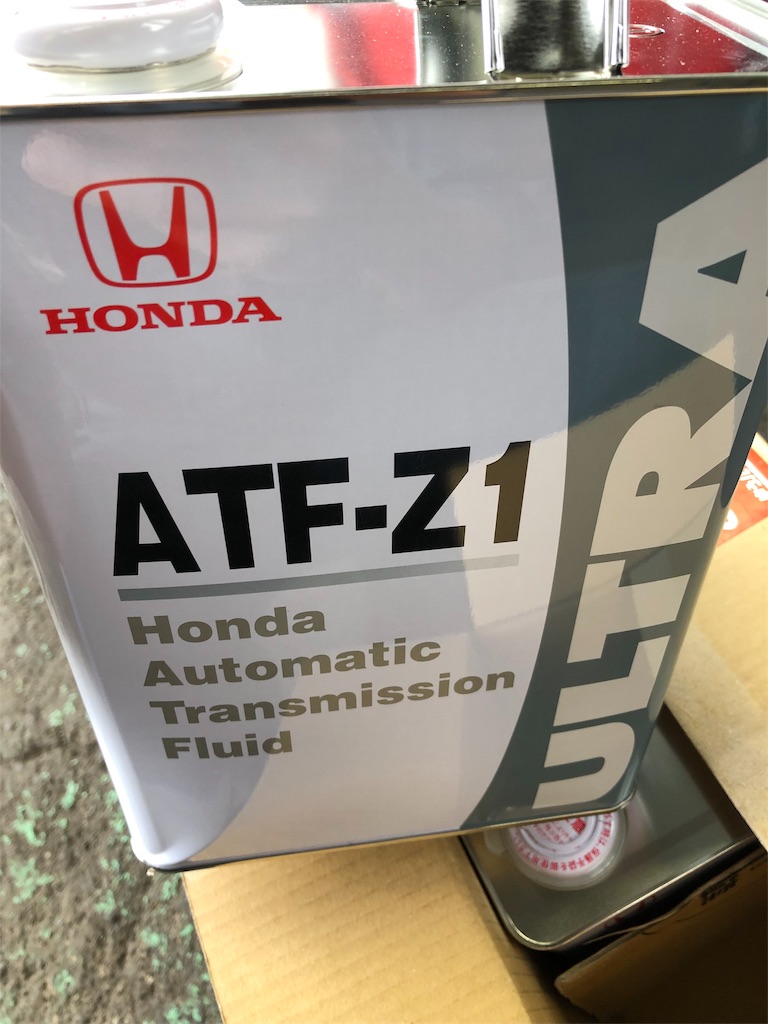 HONDA
ATF-Z1
Honda
Automatic
Transmission
Fluid
ULTRA